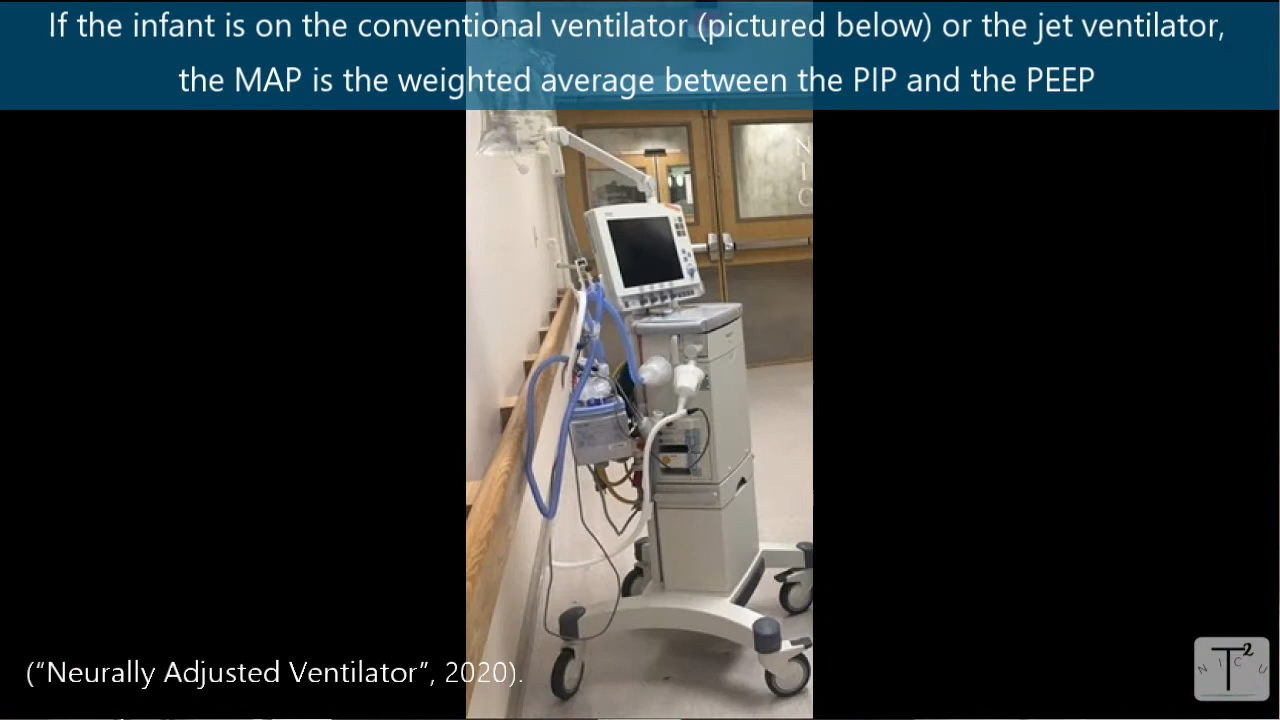 If the infant is on the conventional ventilator (pictured below) or the jet ventilator,
the MAP is the weighted average between the PIP and the PEEP
N
I
C
(“Neurally Adjusted Ventilator”, 2020).
T²
N I C U